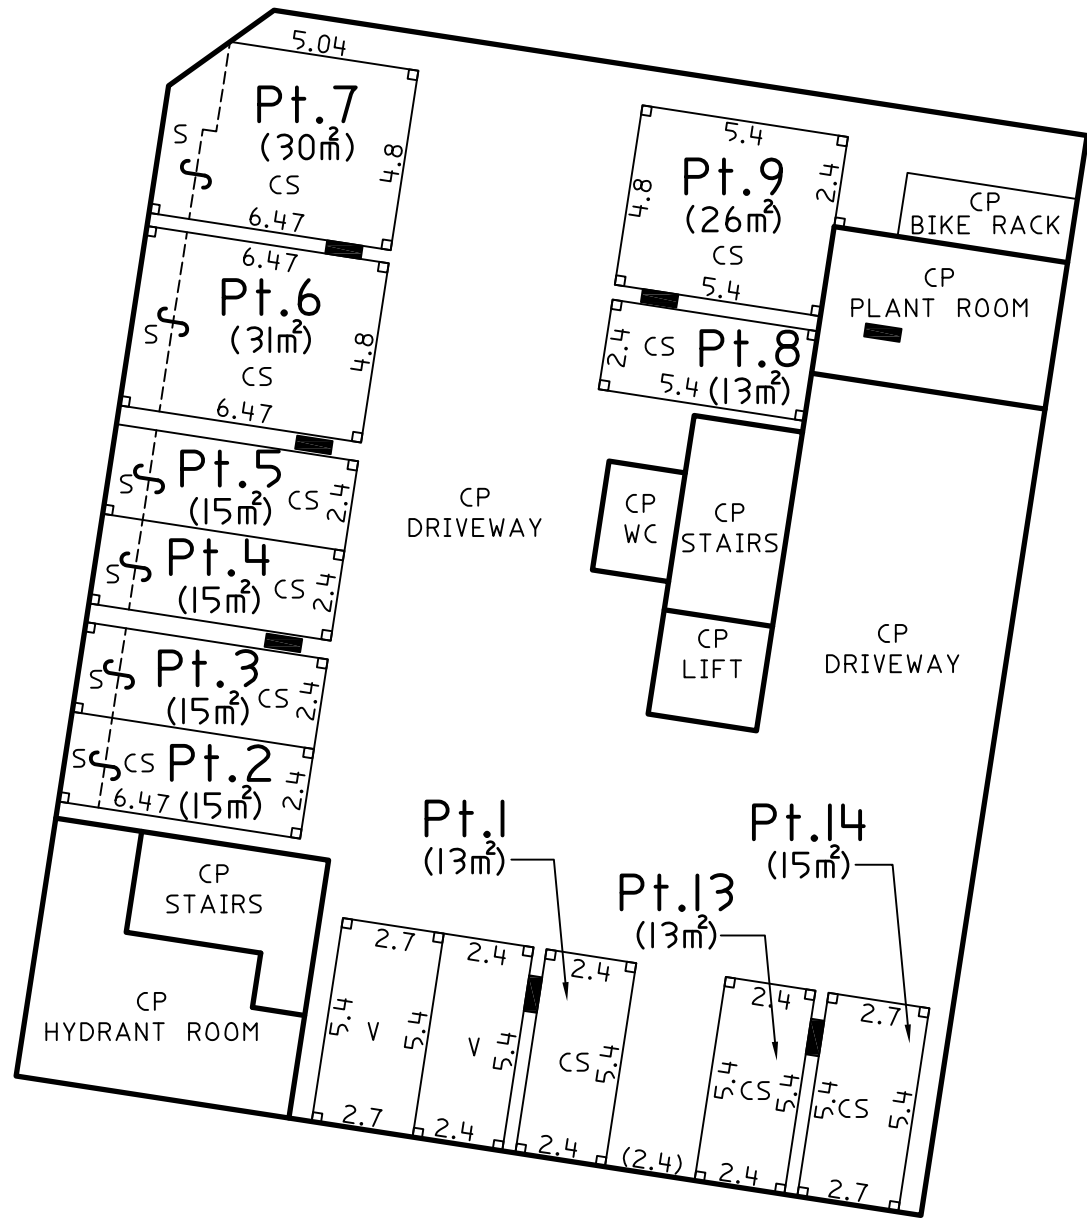 5.04
Pt.7
(30m²)
S
CS
4.8
6.47
6.47
Pt.6
(31m²)
S
CS
4.8
6.47
Pt.5
(15m²)
S
CS
2.4
Pt.4
(15m²)
S
CS
2.4
Pt.3
(15m²)
S
CS
2.4
S
CS
Pt.2
6.47
(15m²)
2.4
5.4
Pt.9
(26m²)
CS
4.8
2.4
5.4
CS
Pt.8
2.4
5.4
(13m²)
CP
BIKE RACK
CP
PLANT ROOM
CP
DRIVEWAY
CP
WC
CP
STAIRS
CP
LIFT
CP
DRIVEWAY
CP
STAIRS
CP
HYDRANT ROOM
Pt.1
(13m²)
Pt.13
(13m²)
Pt.14
(15m²)
2.7
5.4
V
5.4
2.7
2.4
V
5.4
2.4
2.4
CS
5.4
2.4
(2.4)
2.4
5.4
CS
5.4
2.4
2.7
5.4
CS
5.4
2.7